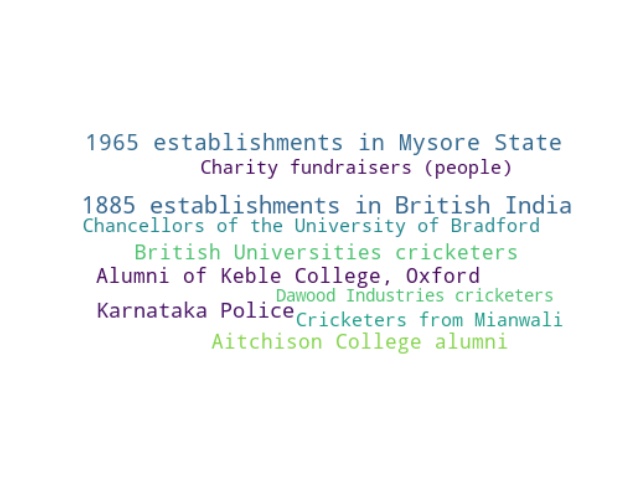 1965 establishments in Mysore State
Charity fundraisers (people)
1885 establishments in British India
Chancellors of the University of Bradford
British Universities cricketers
Alumni of Keble College, Oxford
Dawood Industries cricketers
Karnataka Police
Cricketers from Mianwali
Aitchison College alumni